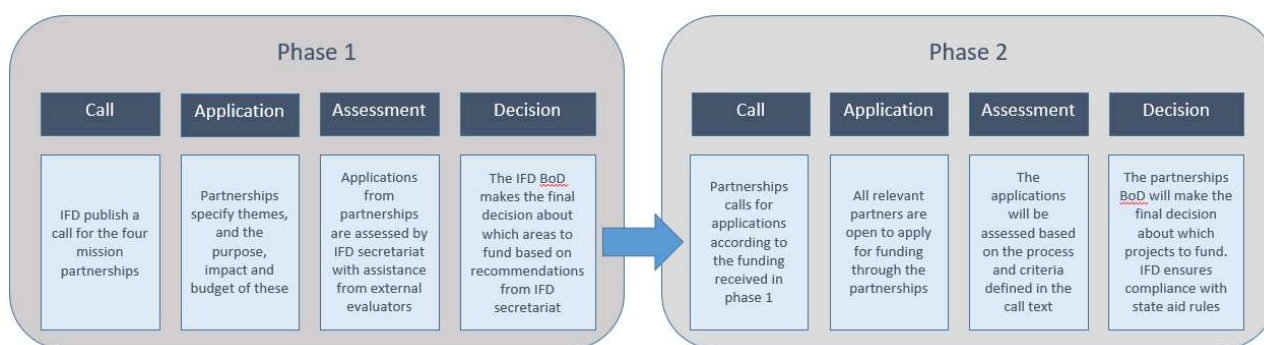 Phase 1
Call
IFD publish a
call for the four
mission
partnerships
Application
Partnerships
specify themes,
and the
purpose,
impact and
budget of these
Assessment
Applications
from
partnerships
are assessed by
IFD secretariat
with assistance
from external
evaluators
Decision
The IFD BoD
makes the final
decision about
which areas to
fund based on
recommendations
from IFD
secretariat
Phase 2
Call
Partnerships
calls for
applications
according to
the funding
received in
phase 1
Application
All relevant
partners are
open to apply
for funding
through the
partnerships
Assessment
The
applications
will be
assessed based
on the process
and criteria
defined in the
call text
Decision
The partnerships
BoD will make the
final decision
about which
projects to fund.
IFD ensures
compliance with
state aid rules